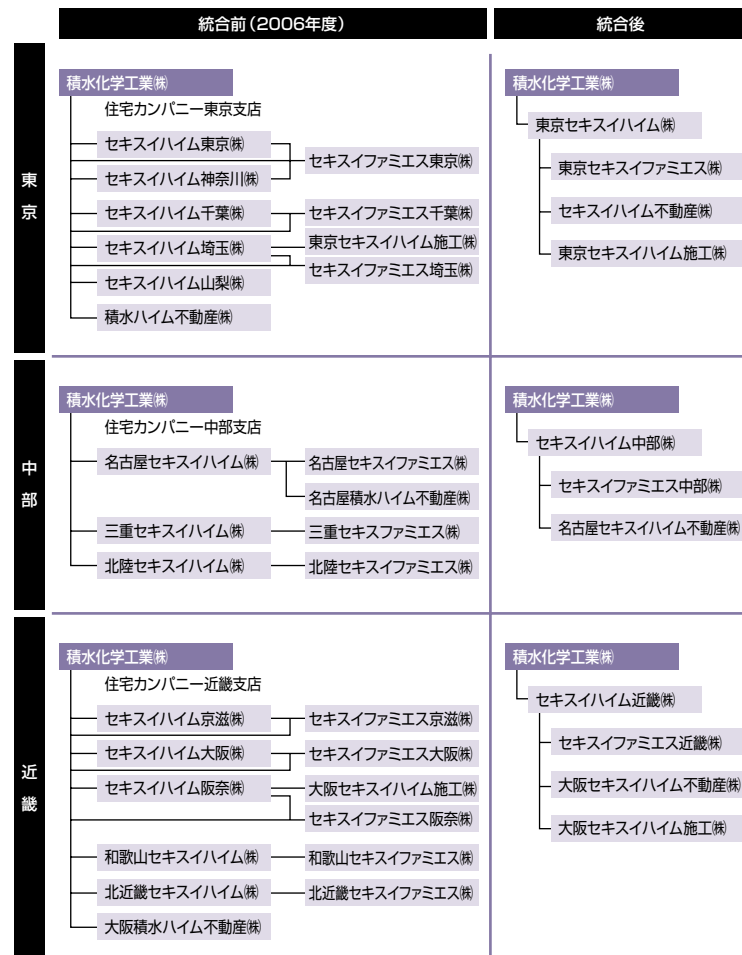 統合前（2006年度）
統合後
東京
積水化学工業㈱
住宅カンパニー東京支店
セキスイハイム東京㈱
セキスイファミエス東京㈱
セキスイハイム神奈川㈱
セキスイハイム千葉㈱
セキスイファミエス千葉㈱
セキスイハイム埼玉㈱
東京セキスイハイム施工㈱
セキスイファミエス埼玉㈱
セキスイハイム山梨㈱
積水ハイム不動産㈱
積水化学工業㈱
東京セキスイハイム㈱
東京セキスイファミエス㈱
セキスイハイム不動産㈱
東京セキスイハイム施工㈱
中部
積水化学工業㈱
住宅カンパニー中部支店
名古屋セキスイハイム㈱
名古屋セキスイファミエス㈱
名古屋積水ハイム不動産㈱
三重セキスイハイム㈱
三重セキスファミエス㈱
北陸セキスイハイム㈱
北陸セキスイファミエス㈱
積水化学工業㈱
セキスイハイム中部㈱
セキスイファミエス中部㈱
名古屋セキスイハイム不動産㈱
近畿
積水化学工業㈱
住宅カンパニー近畿支店
セキスイハイム京滋㈱
セキスイファミエス京滋㈱
セキスイハイム大阪㈱
セキスイファミエス大阪㈱
セキスイハイム阪奈㈱
大阪セキスイハイム施工㈱
セキスイファミエス阪奈㈱
和歌山セキスイハイム㈱
和歌山セキスイファミエス㈱
北近畿セキスイハイム㈱
北近畿セキスイファミエス㈱
大阪積水ハイム不動産㈱
積水化学工業㈱
セキスイハイム近畿㈱
セキスイファミエス近畿㈱
大阪セキスイハイム不動産㈱
大阪セキスイハイム施工㈱